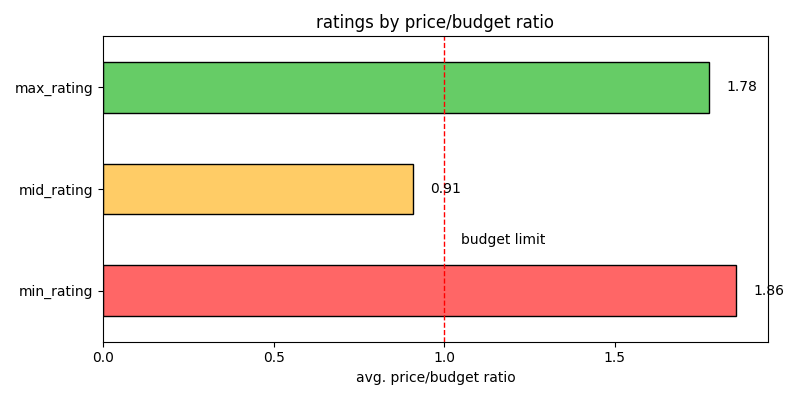 ratings by price/budget ratio
max_rating
1.78
mid_rating
0.91
budget limit
min_rating
1.86
0.0
0.5
1.0
1.5
avg. price/budget ratio